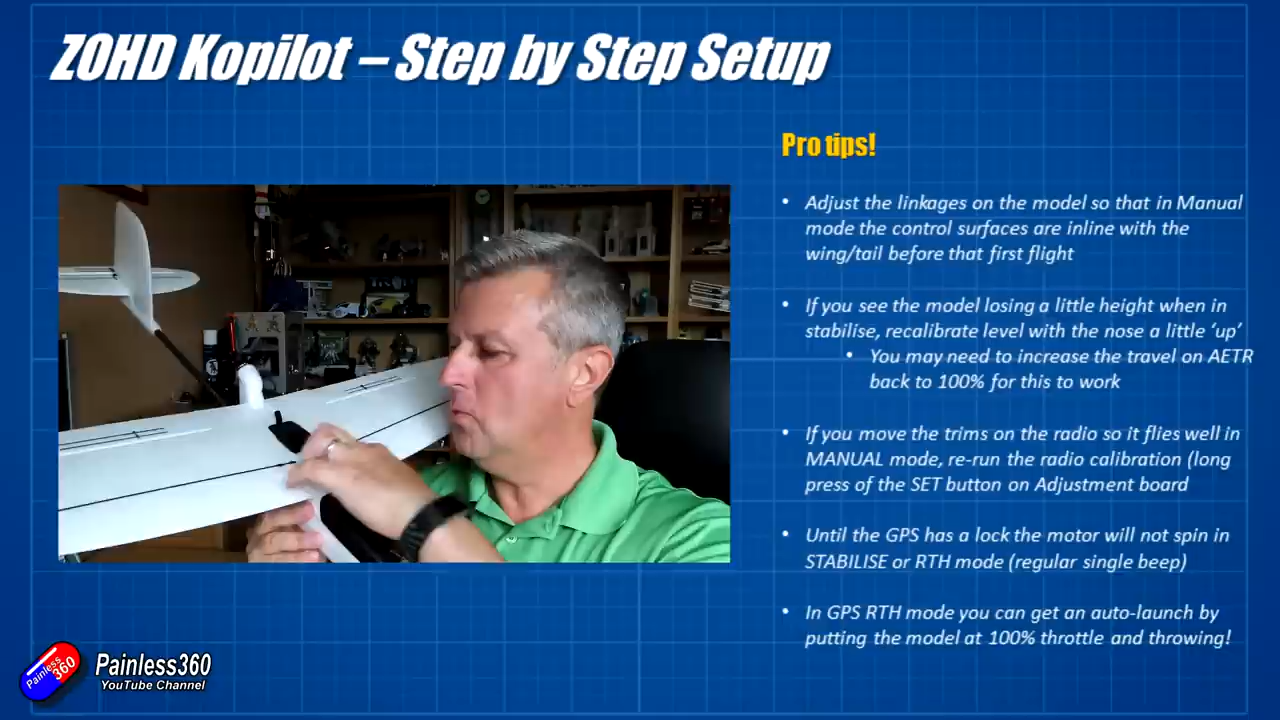 ZOHD Kopilot – Step by Step Setup
Pro tips!
• Adjust the linkages on the model so that in Manual
mode the control surfaces are inline with the
wing/tail before that first flight
• If you see the model losing a little height when in
stabilise, recalibrate level with the nose a little ‘up’
• You may need to increase the travel on AETR
back to 100% for this to work
• If you move the trims on the radio so it flies well in
MANUAL mode, re-run the radio calibration (long
press of the SET button on Adjustment board
• Until the GPS has a lock the motor will not spin in
STABILISE or RTH mode (regular single beep)
• In GPS RTH mode you can get an auto-launch by
putting the model at 100% throttle and throwing!
Painless
360
Painless360
YouTube Channel